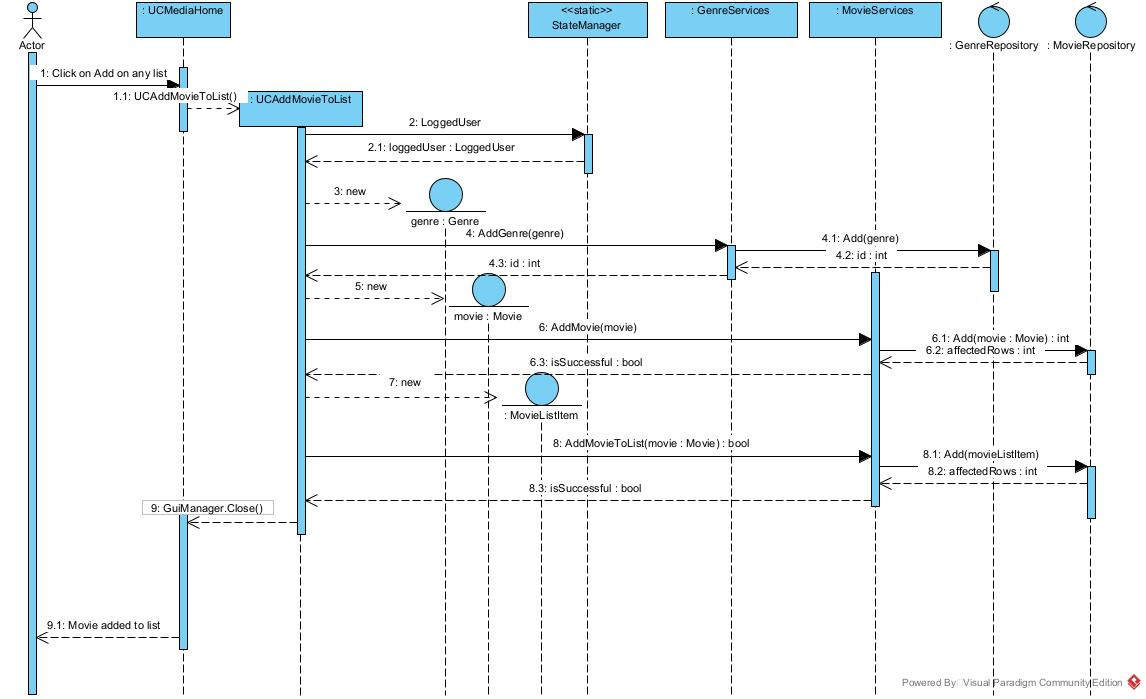 : UCMediaHome
<<static>>
StateManager
: GenreServices
: MovieServices
Actor
: GenreRepository
: MovieRepository
1: Click on Add on any list
1.1: UCAddMovieToList()
: UCAddMovieToList
2: LoggedUser
2.1: loggedUser : LoggedUser
3: new
genre : Genre
4: AddGenre(genre)
4.1: Add(genre)
4.2: id : int
4.3: id : int
5: new
movie : Movie
6: AddMovie(movie)
6.1: Add(movie : Movie) : int
6.2: affectedRows : int
6.3: isSuccessful : bool
7: new
: MovieListItem
8: AddMovieToList(movie : Movie) : bool
8.1: Add(movieListItem)
8.2: affectedRows : int
8.3: isSuccessful : bool
9: GuiManager.Close()
9.1: Movie added to list
Powered By Visual Paradigm Community Edition